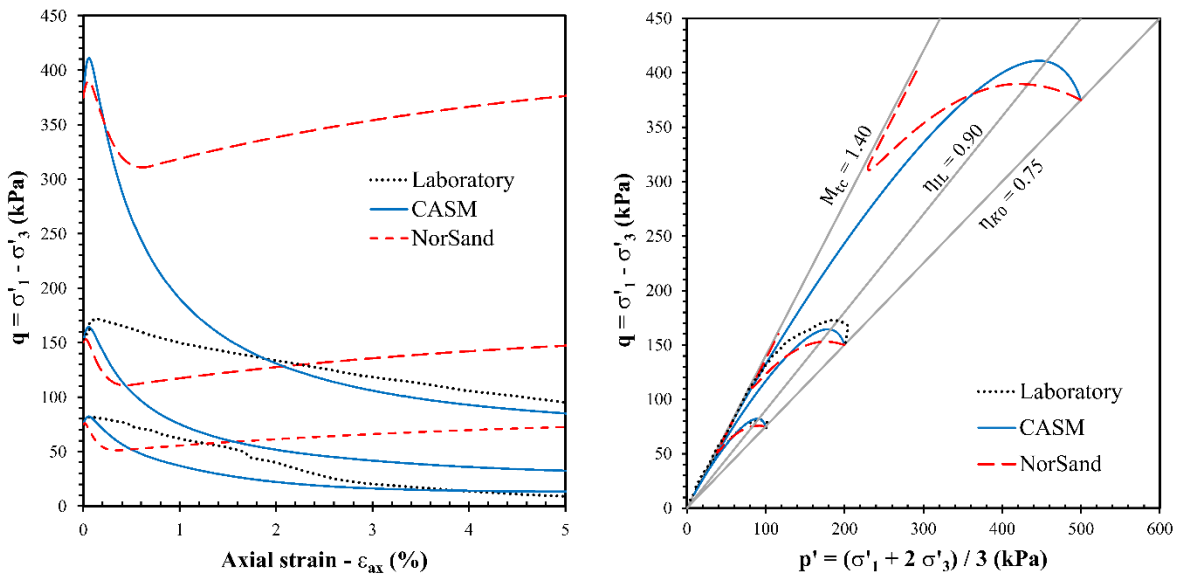 450
400
350
300
250
200
150
100
50
0
q = σ'1 - σ'3 (kPa)
Laboratory
CASM
NorSand
0 1 2 3 4 5
Axial strain - εax (%)
450
400
350
300
250
200
150
100
50
0
q = σ'1 - σ'3 (kPa)
Mtc = 1.40
ηIL = 0.90
ηK0 = 0.75
Laboratory
CASM
NorSand
0 100 200 300 400 500 600
p' = (σ'1 + 2 σ'3) / 3 (kPa)